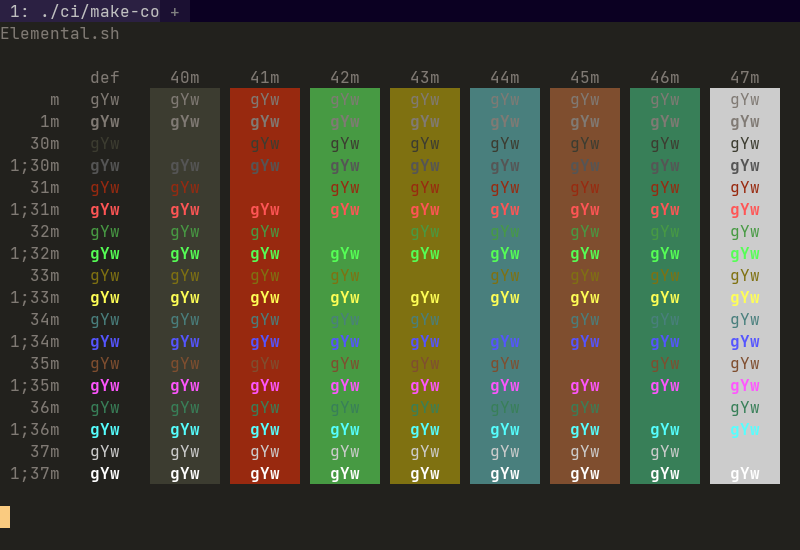 1: ./ci/make-co +
Elemental.sh
def 40m 41m 42m 43m 44m 45m 46m 47m
m gYw gYw gYw gYw gYw gYw gYw gYw gYw
1m gYw gYw gYw gYw gYw gYw gYw gYw gYw
30m gYw gYw gYw gYw gYw gYw gYw gYw
1;30m gYw gYw gYw gYw gYw gYw gYw gYw gYw
31m gYw gYw gYw gYw gYw gYw gYw gYw
1;31m gYw gYw gYw gYw gYw gYw gYw gYw gYw
32m gYw gYw gYw gYw gYw gYw gYw gYw
1;32m gYw gYw gYw gYw gYw gYw gYw gYw gYw
33m gYw gYw gYw gYw gYw gYw gYw gYw
1;33m gYw gYw gYw gYw gYw gYw gYw gYw gYw
34m gYw gYw gYw gYw gYw gYw gYw gYw
1;34m gYw gYw gYw gYw gYw gYw gYw gYw gYw
35m gYw gYw gYw gYw gYw gYw gYw gYw
1;35m gYw gYw gYw gYw gYw gYw gYw gYw gYw
36m gYw gYw gYw gYw gYw gYw gYw gYw
1;36m gYw gYw gYw gYw gYw gYw gYw gYw gYw
37m gYw gYw gYw gYw gYw gYw gYw gYw
1;37m gYw gYw gYw gYw gYw gYw gYw gYw gYw